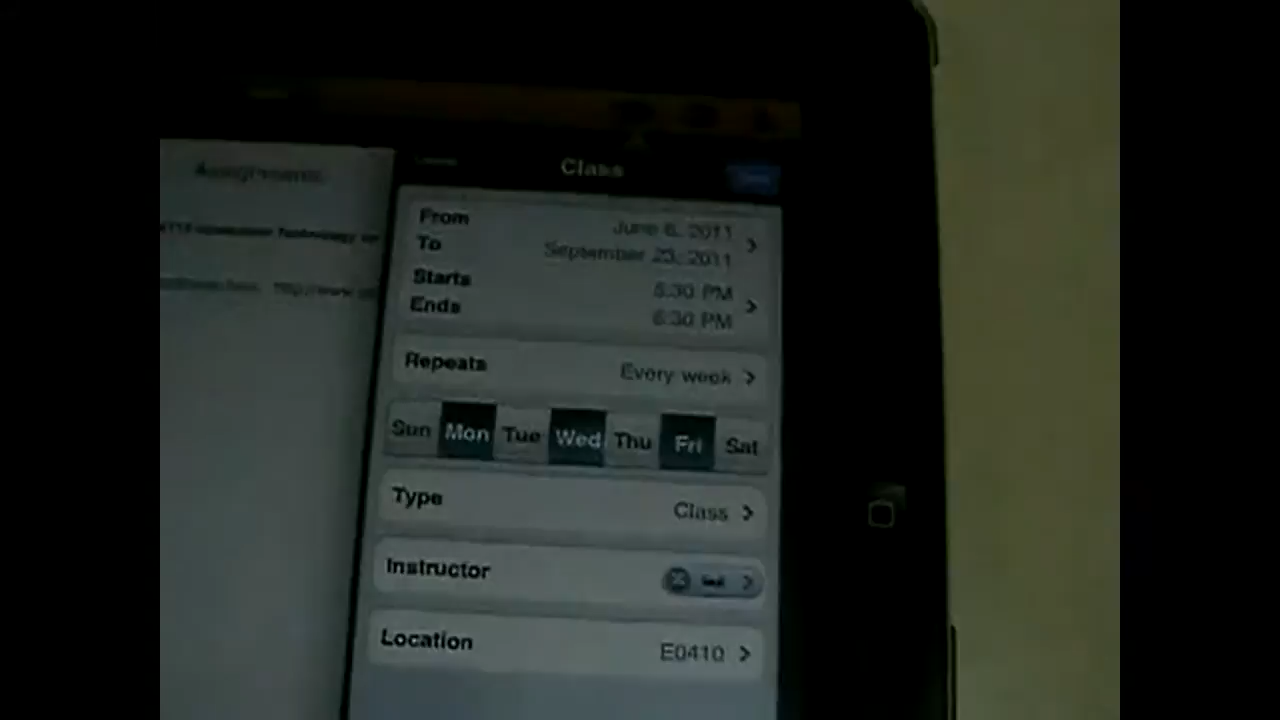 Assignments
Class
From June 6, 2011
To September 23, 2011
Starts 5:30 PM
Ends 6:30 PM
Repeats Every week
Sun Mon Tue Wed Thu Fri Sat
Type Class
Instructor
Location E0410